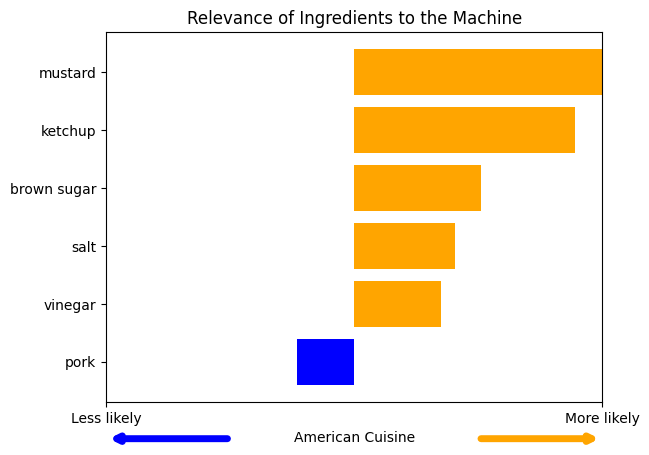 Relevance of Ingredients to the Machine
mustard
ketchup
brown sugar
salt
vinegar
pork
Less likely
More likely
American Cuisine